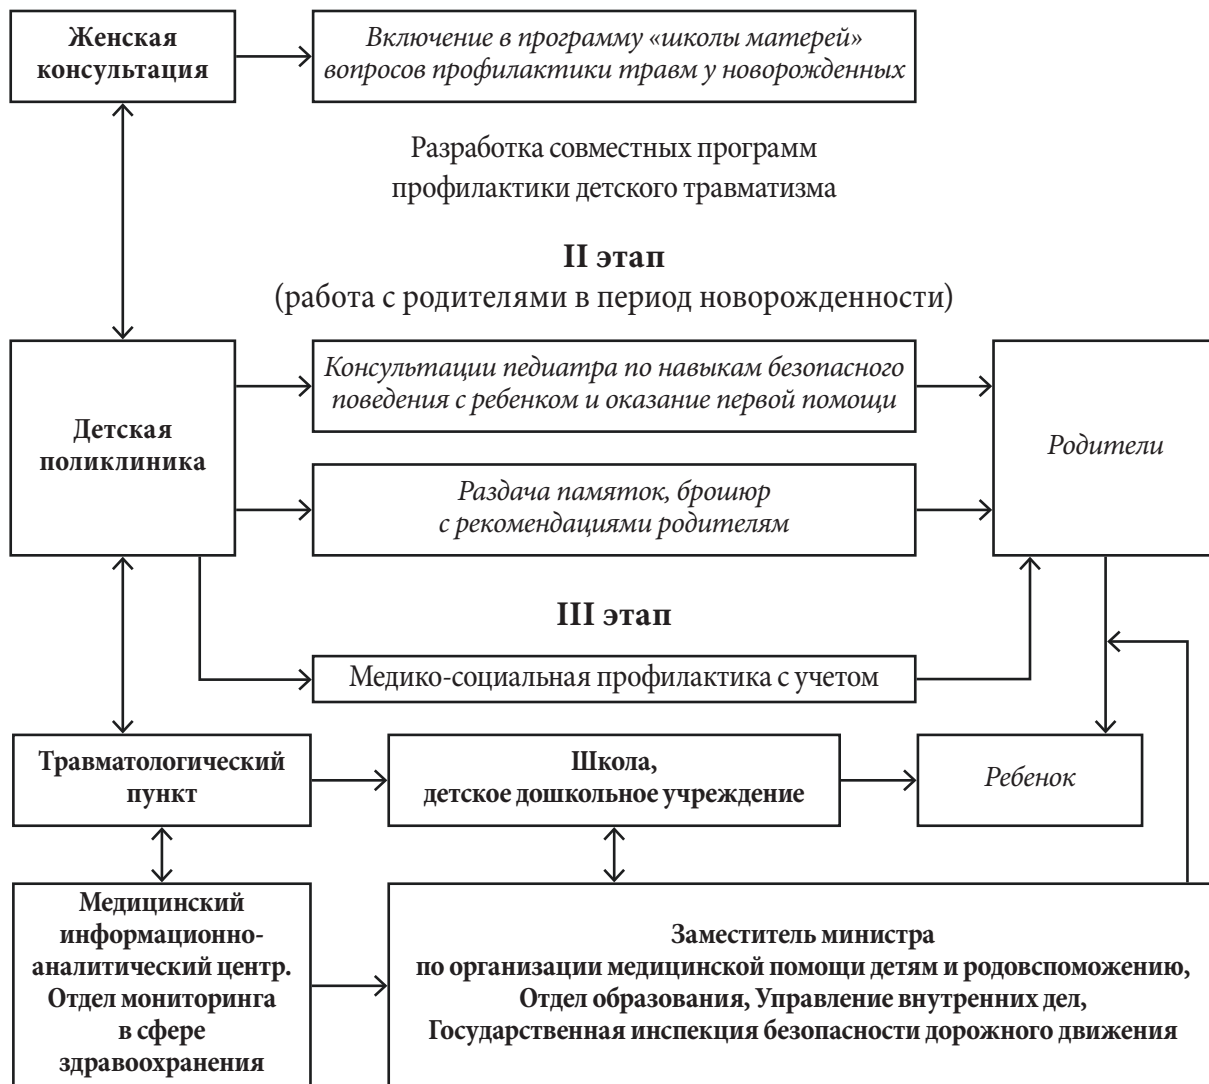 Женская
консультация
Включение в программу «школы матерей»
вопросов профилактики травм у новорожденных
Разработка совместных программ
профилактики детского травматизма
II этап
(работа с родителями в период новорожденности)
Детская
поликлиника
Консультации педиатра по навыкам безопасного
поведения с ребенком и оказание первой помощи
Раздача памяток, брошюр
с рекомендациями родителям
Родители
III этап
Медико-социальная профилактика с учетом
Травматологический
пункт
Школа,
детское дошкольное учреждение
Ребенок
Медицинский
информационно-
аналитический центр.
Отдел мониторинга
в сфере
здравоохранения
Заместитель министра
по организации медицинской помощи детям и родовспоможению,
Отдел образования, Управление внутренних дел,
Государственная инспекция безопасности дорожного движения